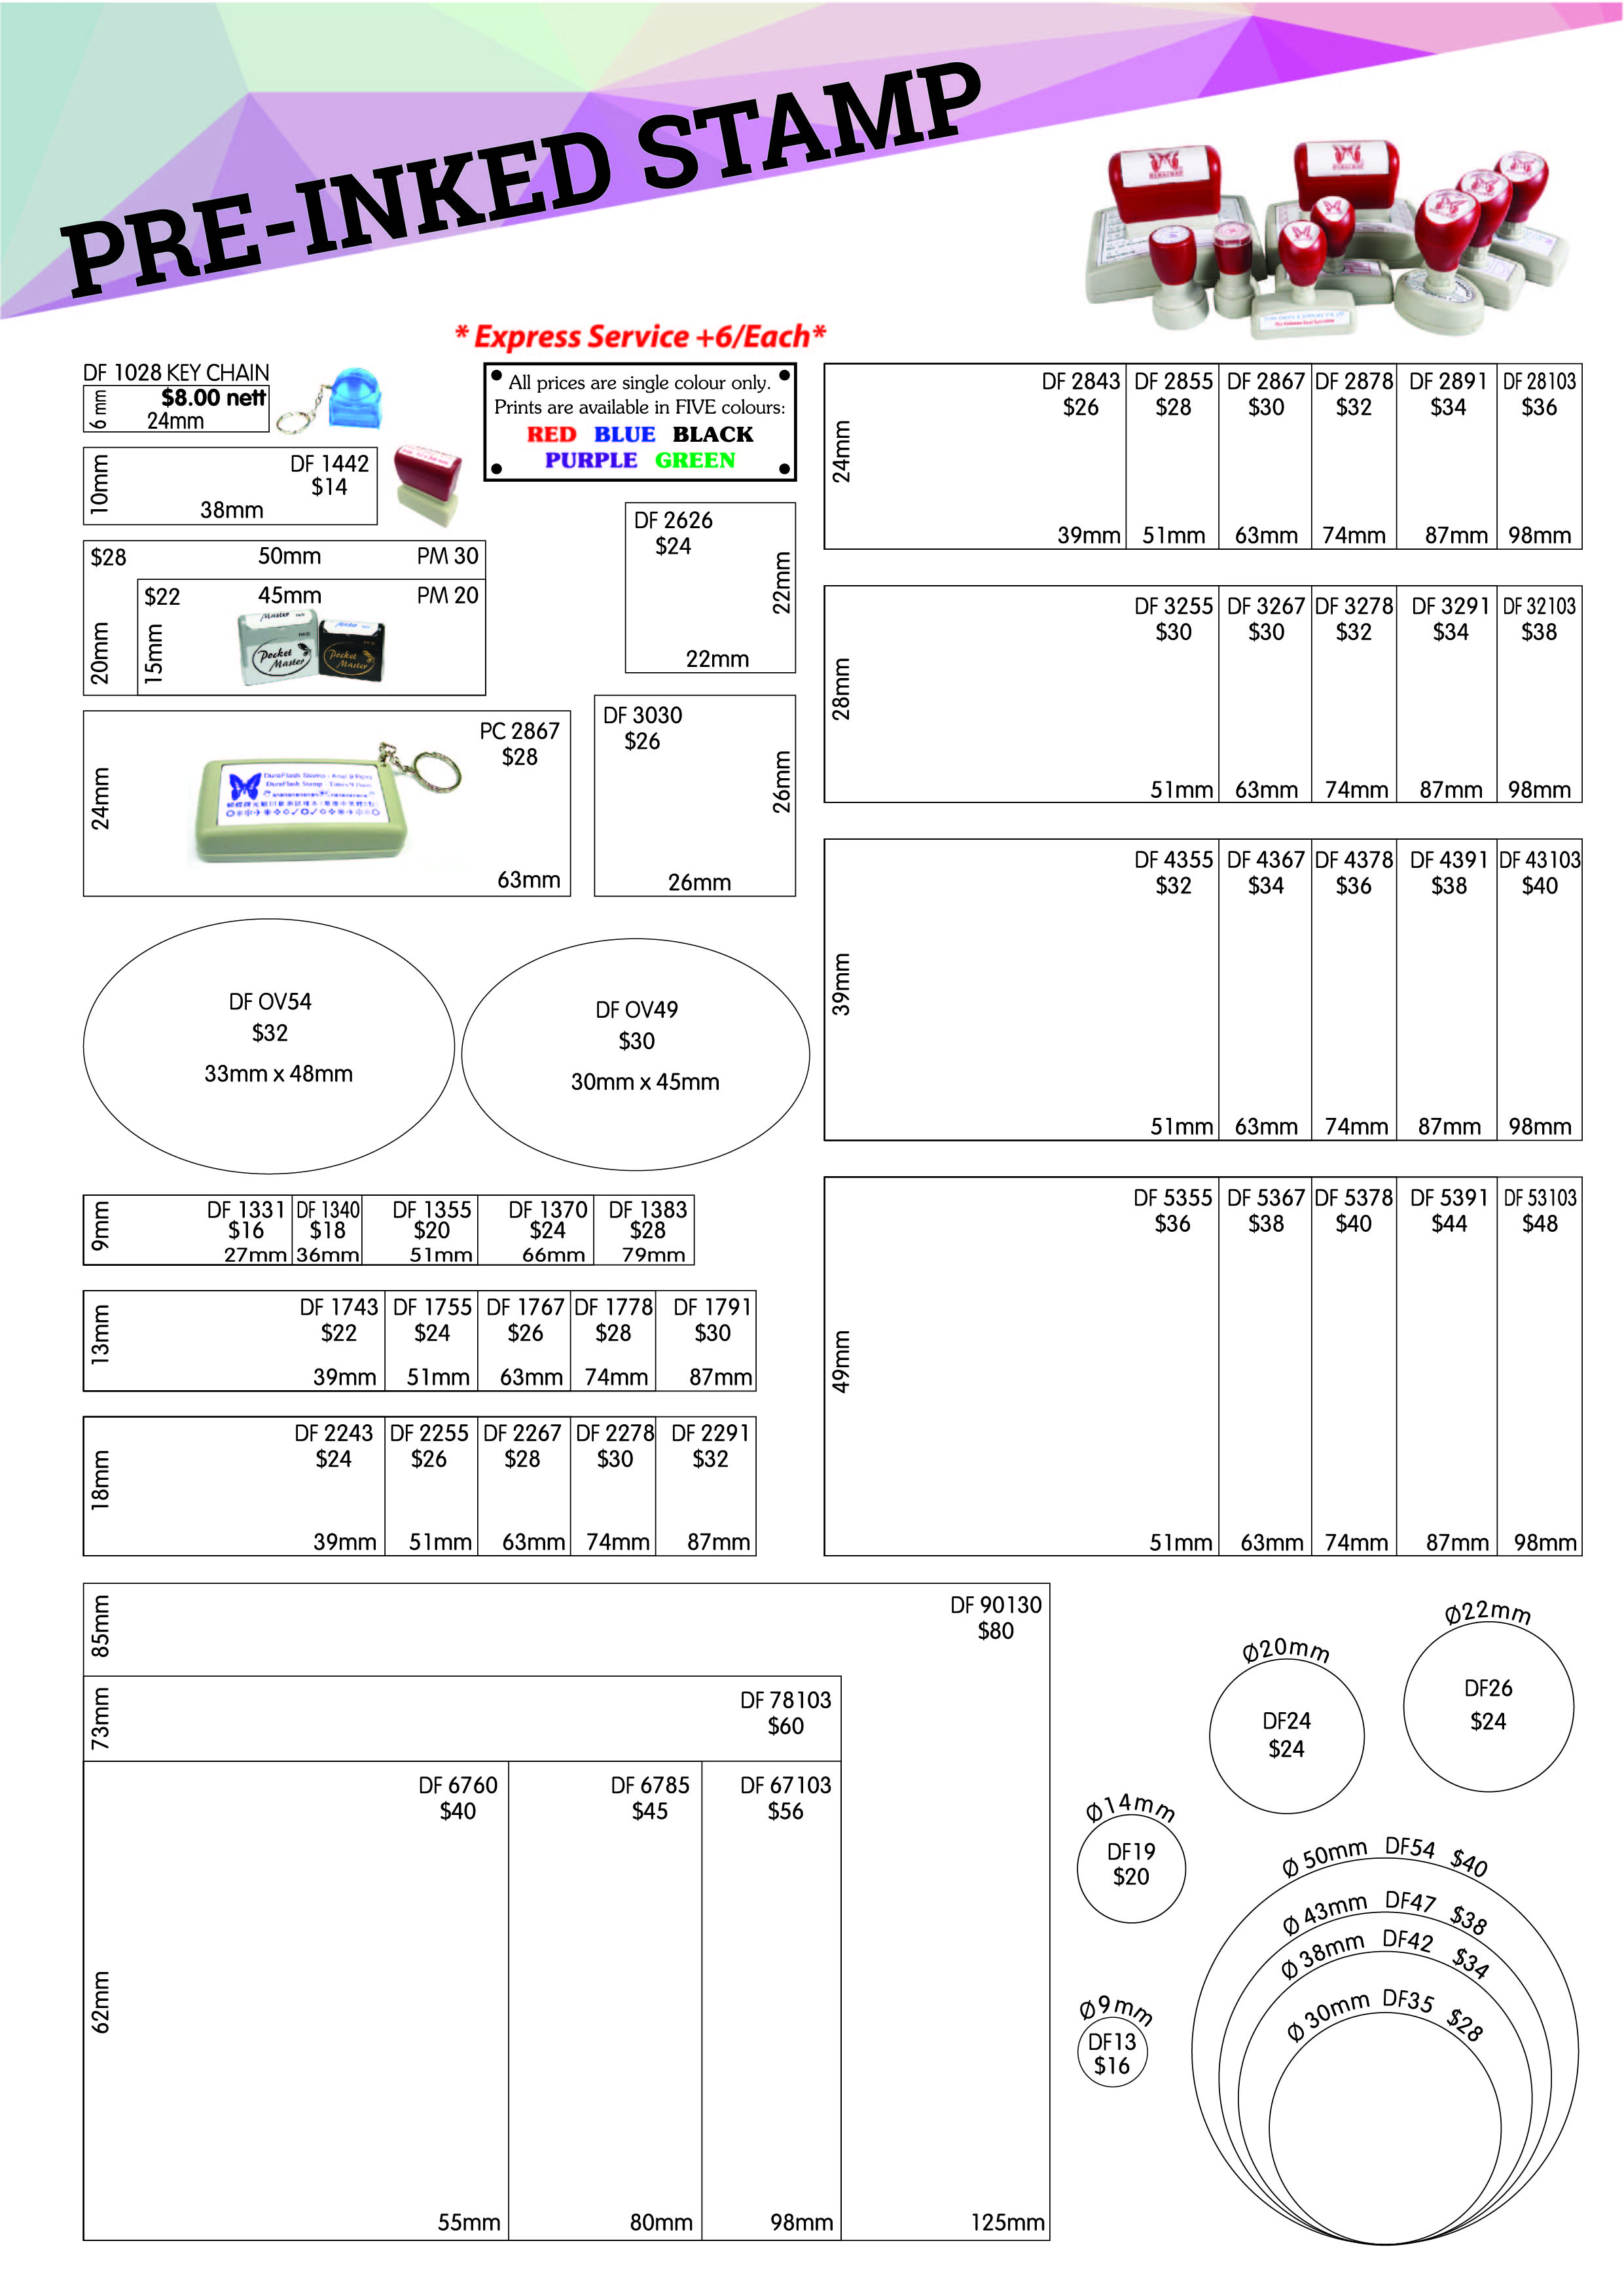 PRE-INKED STAMP
* Express Service +6/Each*
DF 1028 KEY CHAIN
$8.00 nett
6 mm
24mm
All prices are single colour only.
Prints are available in FIVE colours:
RED BLUE BLACK
PURPLE GREEN
DF 1442
$14
10mm
38mm
$28 50mm PM 30
20mm
$22 45mm PM 20
15mm
Pocket Master
Pocket Master
DF 2626
$24
22mm
22mm
PC 2867
$28
24mm
63mm
DF 3030
$26
26mm
26mm
DF OV54
$32
33mm x 48mm
DF OV49
$30
30mm x 45mm
9mm
DF 1331 DF 1340 DF 1355 DF 1370 DF 1383
$16 $18 $20 $24 $28
27mm 36mm 51mm 66mm 79mm
13mm
DF 1743 DF 1755 DF 1767 DF 1778 DF 1791
$22 $24 $26 $28 $30
39mm 51mm 63mm 74mm 87mm
18mm
DF 2243 DF 2255 DF 2267 DF 2278 DF 2291
$24 $26 $28 $30 $32
39mm 51mm 63mm 74mm 87mm
24mm
DF 2843 DF 2855 DF 2867 DF 2878 DF 2891 DF 28103
$26 $28 $30 $32 $34 $36
39mm 51mm 63mm 74mm 87mm 98mm
28mm
DF 3255 DF 3267 DF 3278 DF 3291 DF 32103
$30 $30 $32 $34 $38
51mm 63mm 74mm 87mm 98mm
39mm
DF 4355 DF 4367 DF 4378 DF 4391 DF 43103
$32 $34 $36 $38 $40
51mm 63mm 74mm 87mm 98mm
49mm
DF 5355 DF 5367 DF 5378 DF 5391 DF 53103
$36 $38 $40 $44 $48
51mm 63mm 74mm 87mm 98mm
85mm
DF 90130
$80
73mm
DF 78103
$60
62mm
DF 6760 DF 6785 DF 67103
$40 $45 $56
55mm 80mm 98mm 125mm
Ø22mm
DF26
$24
Ø20mm
DF24
$24
Ø14mm
DF19
$20
Ø9mm
DF13
$16
Ø 50mm DF54 $40
Ø 43mm DF47 $38
Ø 38mm DF42 $34
Ø 30mm DF35 $28